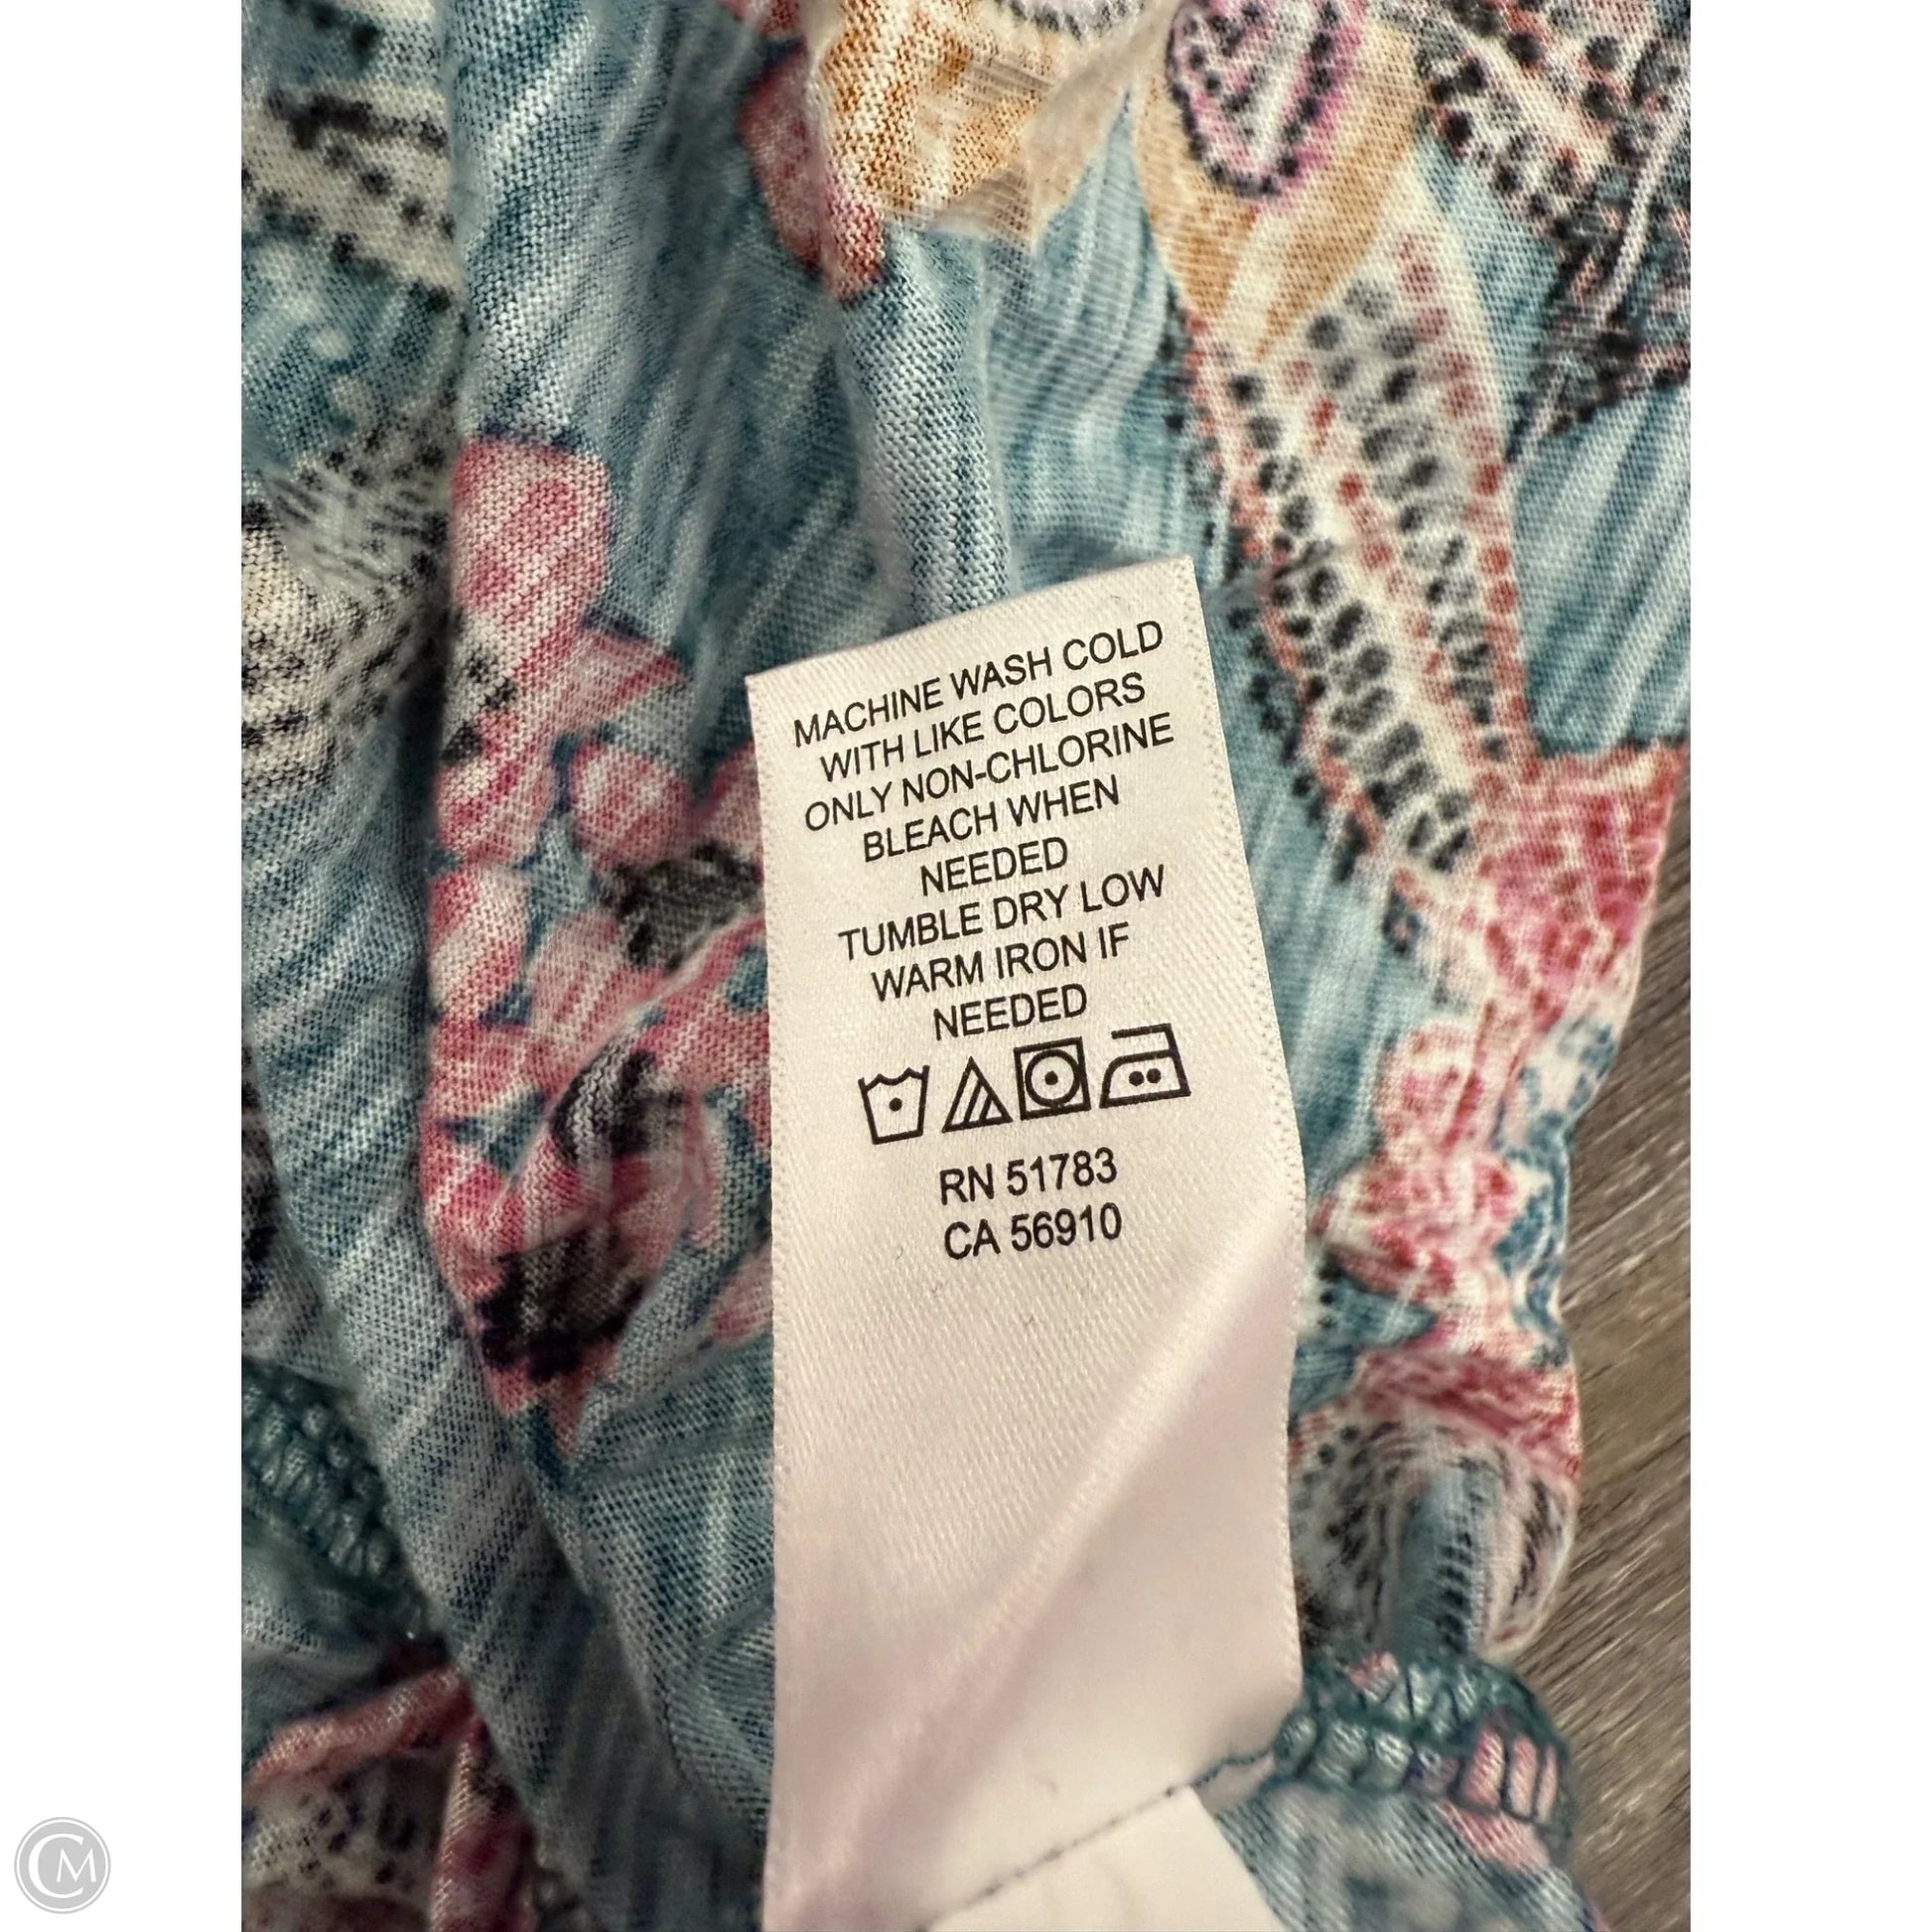 MACHINE WASH COLD
WITH LIKE COLORS
ONLY NON-CHLORINE
BLEACH WHEN
NEEDED
TUMBLE DRY LOW
WARM IRON IF
NEEDED
RN 51783
CA 56910
CM